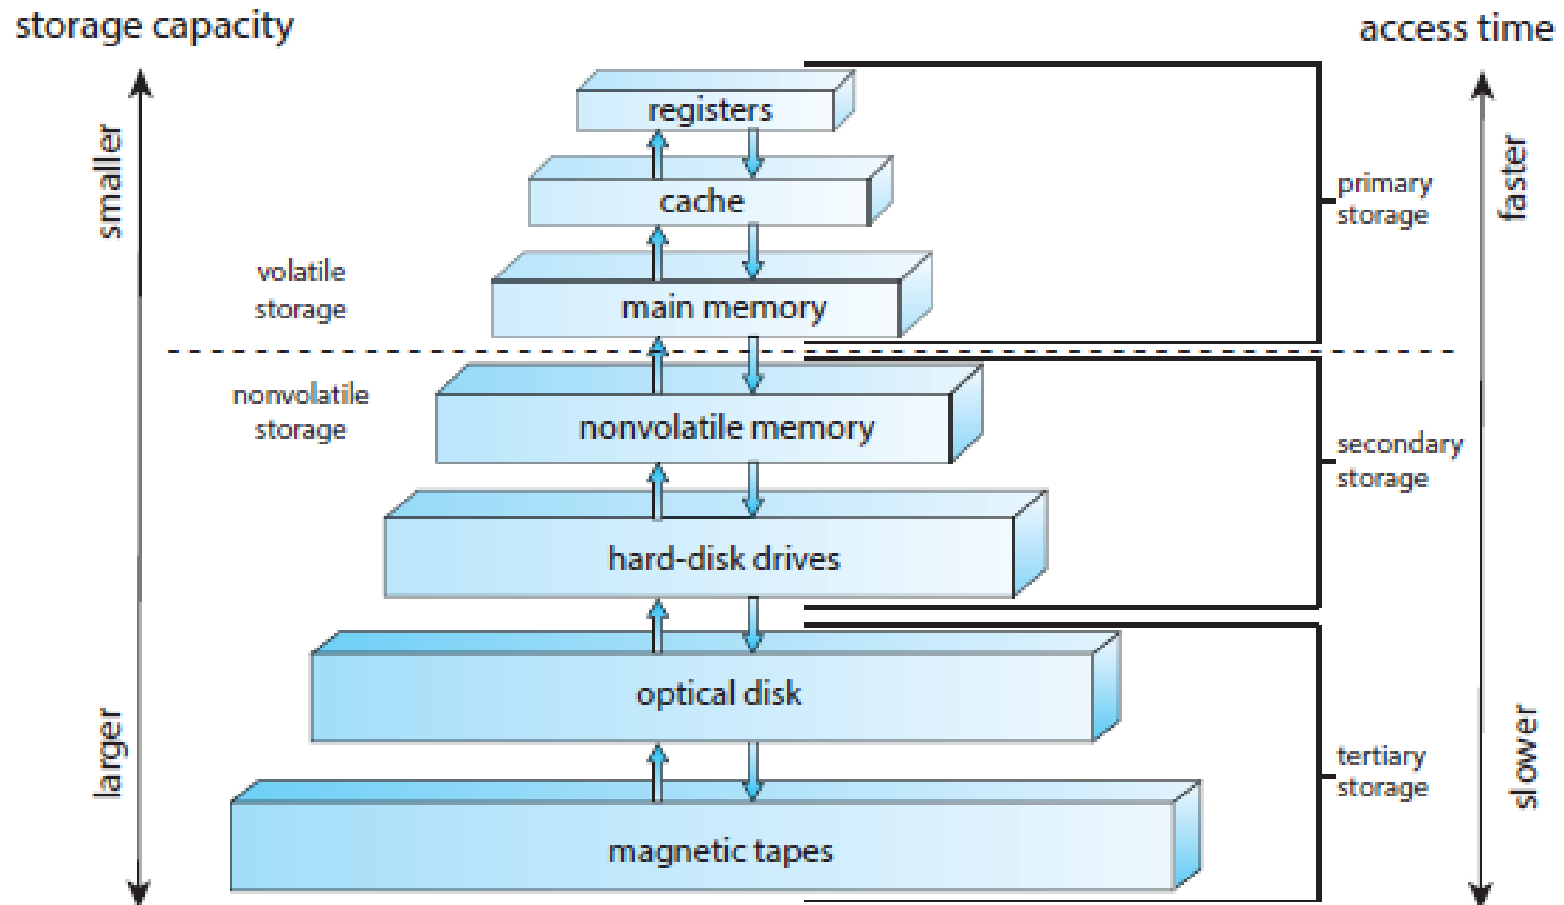 storage capacity
access time
smaller
larger
faster
slower
registers
cache
main memory
nonvolatile memory
hard-disk drives
optical disk
magnetic tapes
volatile
storage
nonvolatile
storage
primary
storage
secondary
storage
tertiary
storage